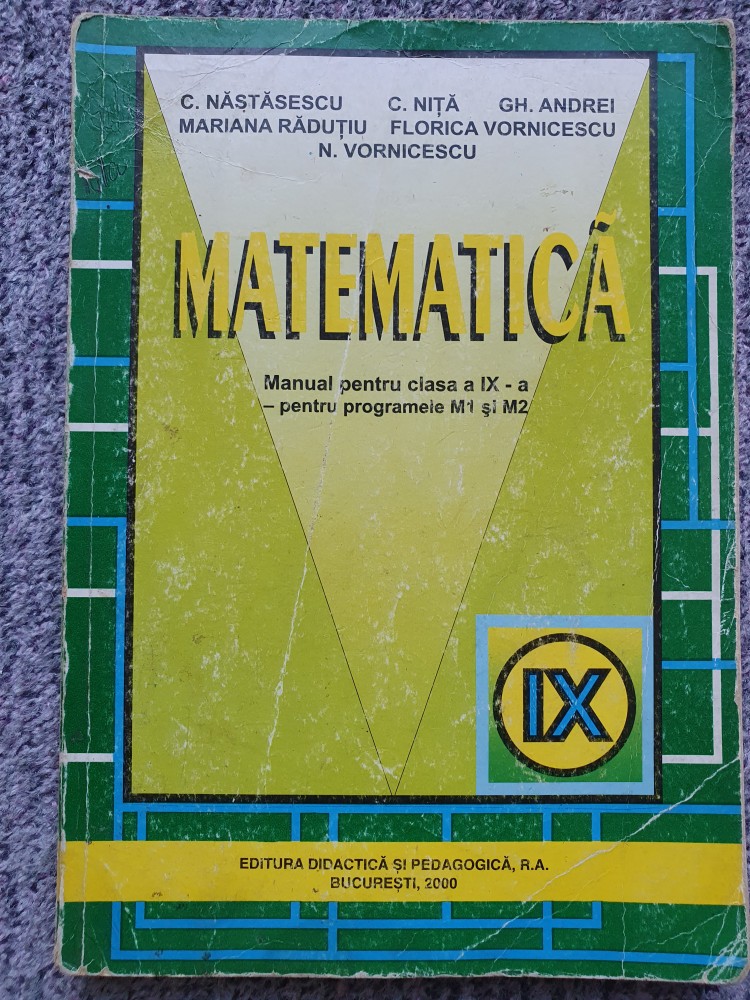 C. NĂSTĂSESCU C. NIȚĂ GH. ANDREI
MARIANA RĂDUȚIU FLORICA VORNICESCU
N. VORNICESCU
MATEMATICĂ
Manual pentru clasa a IX - a
– pentru programele M1 și M2
IX
EDITURA DIDACTICĂ ȘI PEDAGOGICĂ, R.A.
BUCUREȘTI, 2000